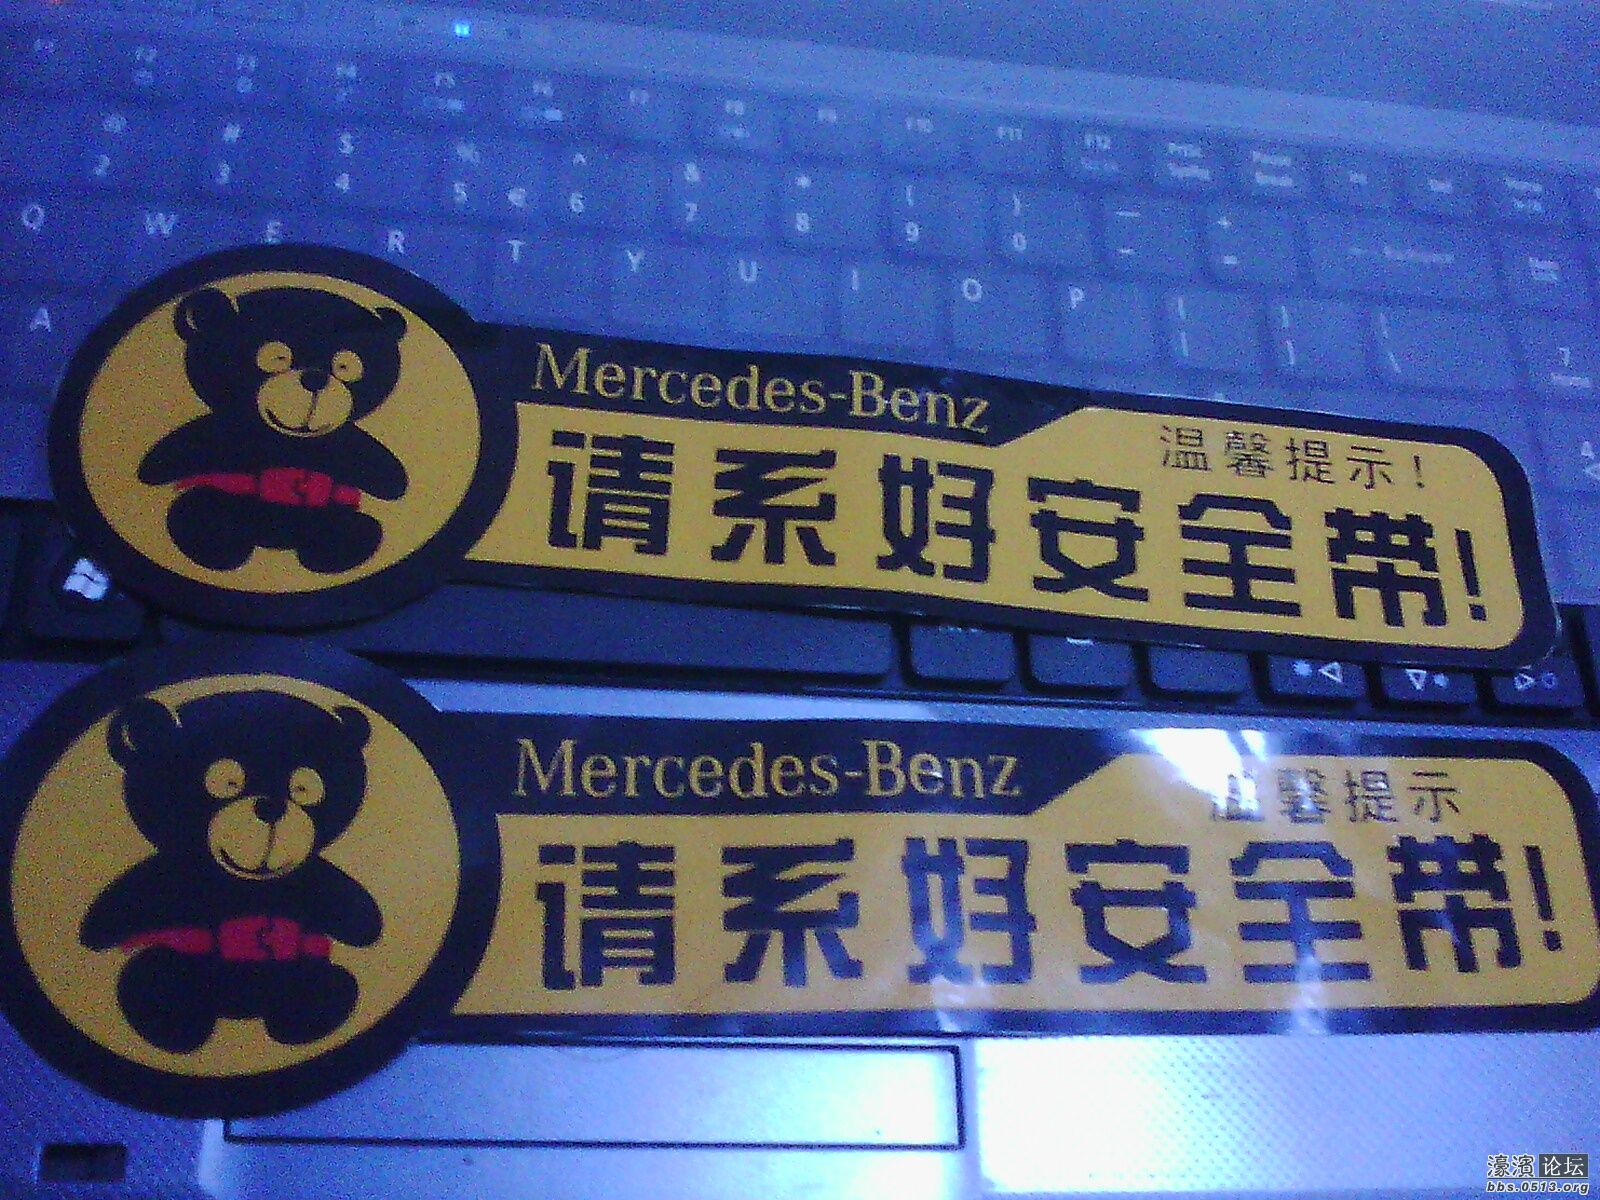 Q W E R T Y U I O P
A
Mercedes-Benz
温馨提示!
请系好安全带!
Mercedes-Benz
温馨提示
请系好安全带!
濠滨论坛
bbs.0513.org